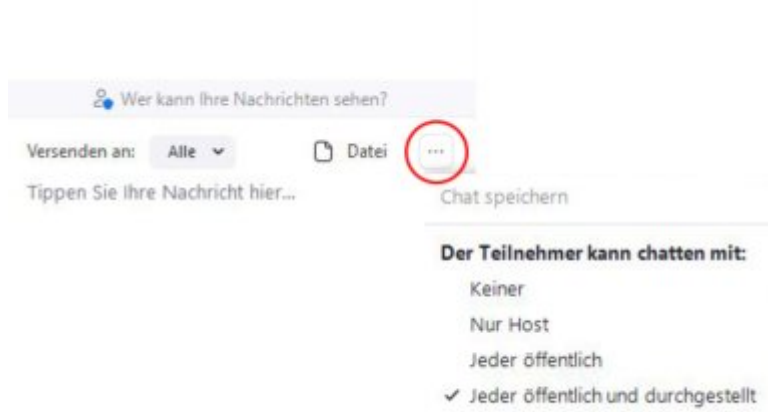 Wer kann Ihre Nachrichten sehen?
Versenden an: Alle Datei ...
Tippen Sie Ihre Nachricht hier...
Chat speichern
Der Teilnehmer kann chatten mit:
Keiner
Nur Host
Jeder öffentlich
✓ Jeder öffentlich und durchgestellt